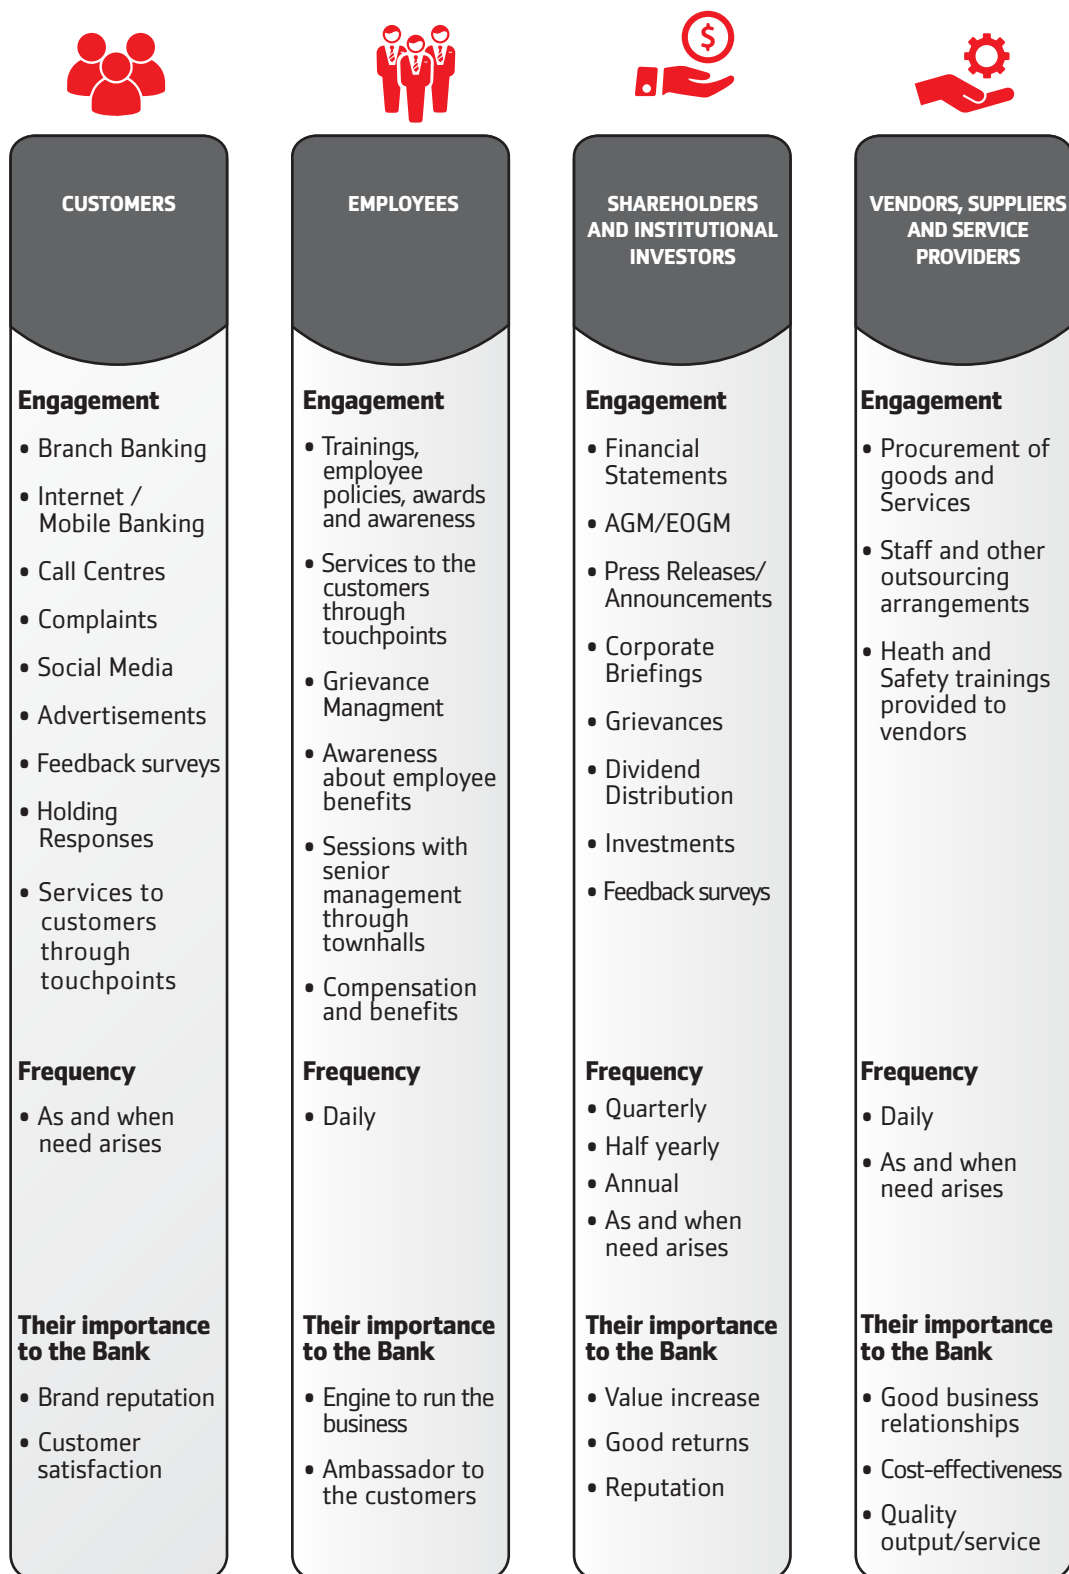 $
CUSTOMERS
Engagement
• Branch Banking
• Internet /
Mobile Banking
• Call Centres
• Complaints
• Social Media
• Advertisements
• Feedback surveys
• Holding
Responses
• Services to
customers
through
touchpoints
Frequency
• As and when
need arises
Their importance
to the Bank
• Brand reputation
• Customer
satisfaction
EMPLOYEES
Engagement
• Trainings,
employee
policies, awards
and awareness
• Services to the
customers
through
touchpoints
• Grievance
Managment
• Awareness
about employee
benefits
• Sessions with
senior
management
through
townhalls
• Compensation
and benefits
Frequency
• Daily
Their importance
to the Bank
• Engine to run the
business
• Ambassador to
the customers
SHAREHOLDERS
AND INSTITUTIONAL
INVESTORS
Engagement
• Financial
Statements
• AGM/EOGM
• Press Releases/
Announcements
• Corporate
Briefings
• Grievances
• Dividend
Distribution
• Investments
• Feedback surveys
Frequency
• Quarterly
• Half yearly
• Annual
• As and when
need arises
Their importance
to the Bank
• Value increase
• Good returns
• Reputation
VENDORS, SUPPLIERS
AND SERVICE
PROVIDERS
Engagement
• Procurement of
goods and
Services
• Staff and other
outsourcing
arrangements
• Heath and
Safety trainings
provided to
vendors
Frequency
• Daily
• As and when
need arises
Their importance
to the Bank
• Good business
relationships
• Cost-effectiveness
• Quality
output/service